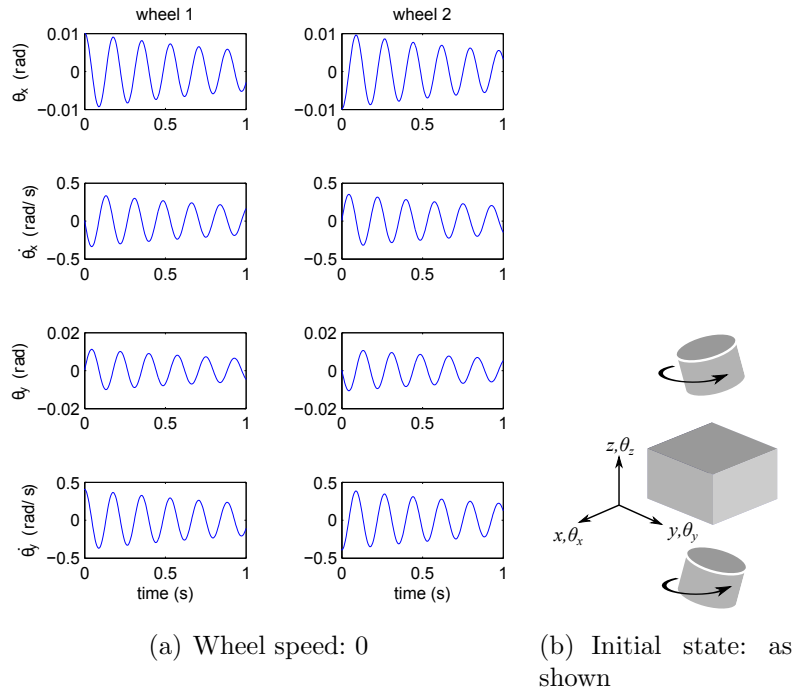 wheel 1
wheel 2
0.01
0
−0.01
θx (rad)
0 0.5 1
0.01
0
−0.01
0 0.5 1
0.5
0
−0.5
θ̇x (rad/ s)
0 0.5 1
0.5
0
−0.5
0 0.5 1
0.02
0
−0.02
θy (rad)
0 0.5 1
0.02
0
−0.02
0 0.5 1
0.5
0
−0.5
θ̇y (rad/ s)
0 0.5 1
time (s)
0.5
0
−0.5
0 0.5 1
time (s)
z,θz
x,θx
y,θy
(a) Wheel speed: 0
(b) Initial state: as
shown